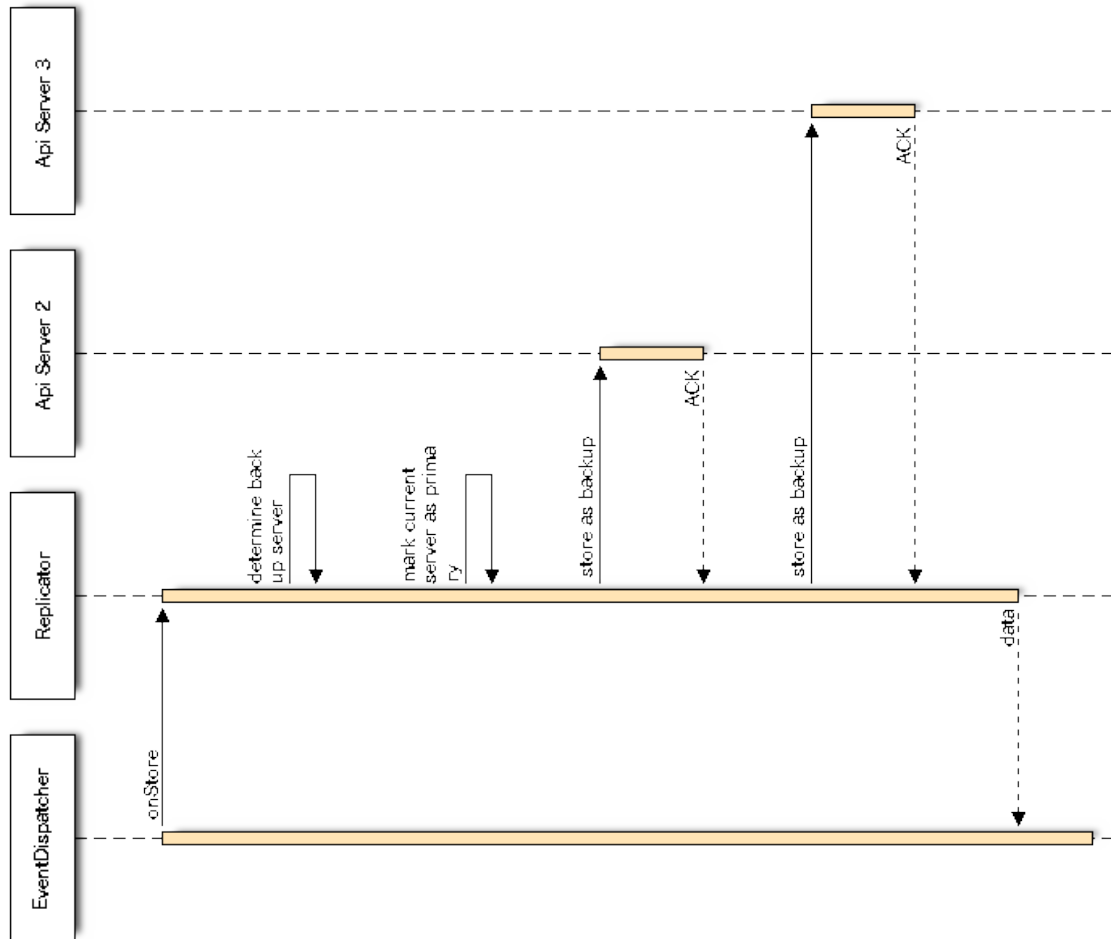 EventDispatcher
Replicator
Api Server 2
Api Server 3
onStore
determine back
up server
mark current
server as prima
ry
store as backup
ACK
store as backup
ACK
data